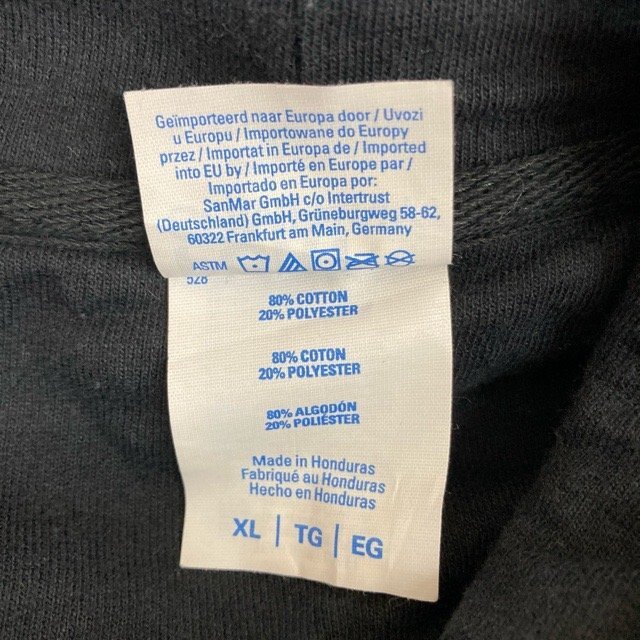 Geïmporteerd naar Europa door / Uvozi
u Europu / Importowane do Europy
przez / Importat in Europa de / Imported
into EU by / Importé en Europe par /
Importado en Europa por:
SanMar GmbH c/o Intertrust
(Deutschland) GmbH, Grüneburgweg 58-62,
60322 Frankfurt am Main, Germany
ASTM
528
80% COTTON
20% POLYESTER
80% COTON
20% POLYESTER
80% ALGODÓN
20% POLIÉSTER
Made in Honduras
Fabriqué au Honduras
Hecho en Honduras
XL | TG | EG